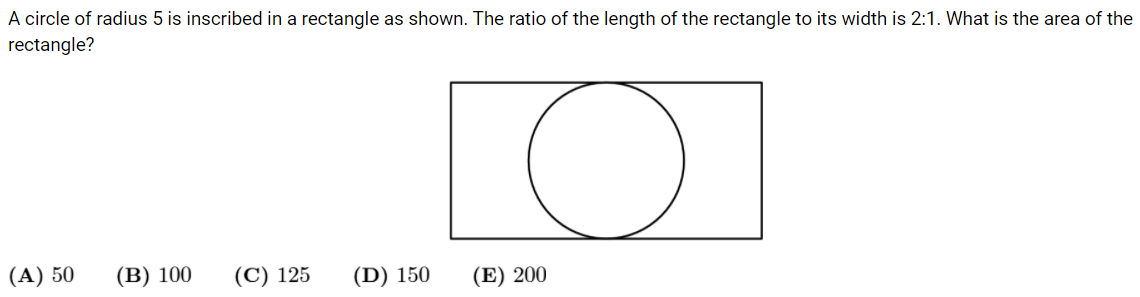 A circle of radius 5 is inscribed in a rectangle as shown. The ratio of the length of the rectangle to its width is 2:1. What is the area of the
rectangle?
(A) 50 (B) 100 (C) 125 (D) 150 (E) 200